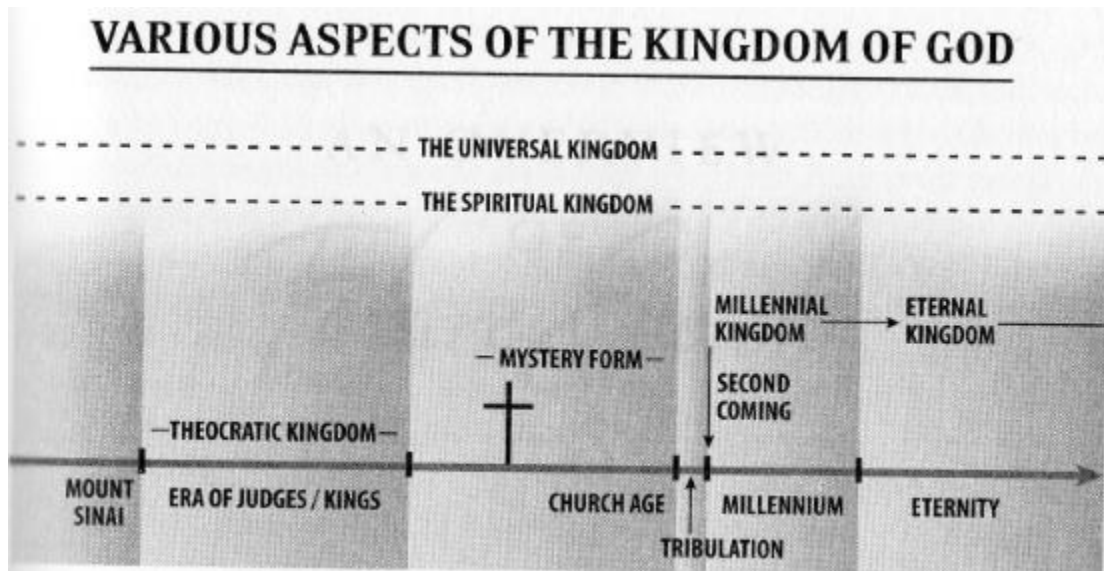 VARIOUS ASPECTS OF THE KINGDOM OF GOD
THE UNIVERSAL KINGDOM
THE SPIRITUAL KINGDOM
MILLENNIAL
KINGDOM
ETERNAL
KINGDOM
MYSTERY FORM
SECOND
COMING
THEOCRATIC KINGDOM
MOUNT
SINAI
ERA OF JUDGES / KINGS
CHURCH AGE
MILLENNIUM
ETERNITY
TRIBULATION